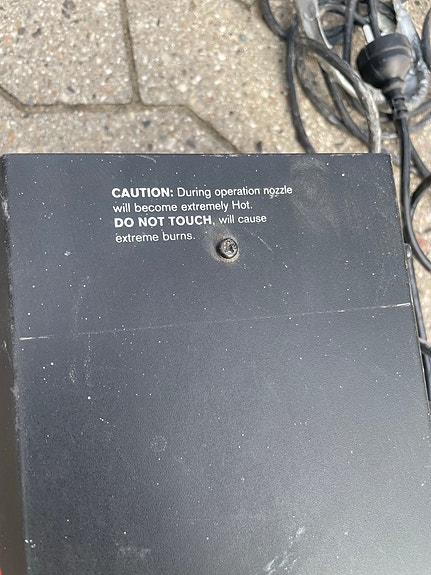 CAUTION: During operation nozzle
will become extremely Hot.
DO NOT TOUCH, will cause
extreme burns.